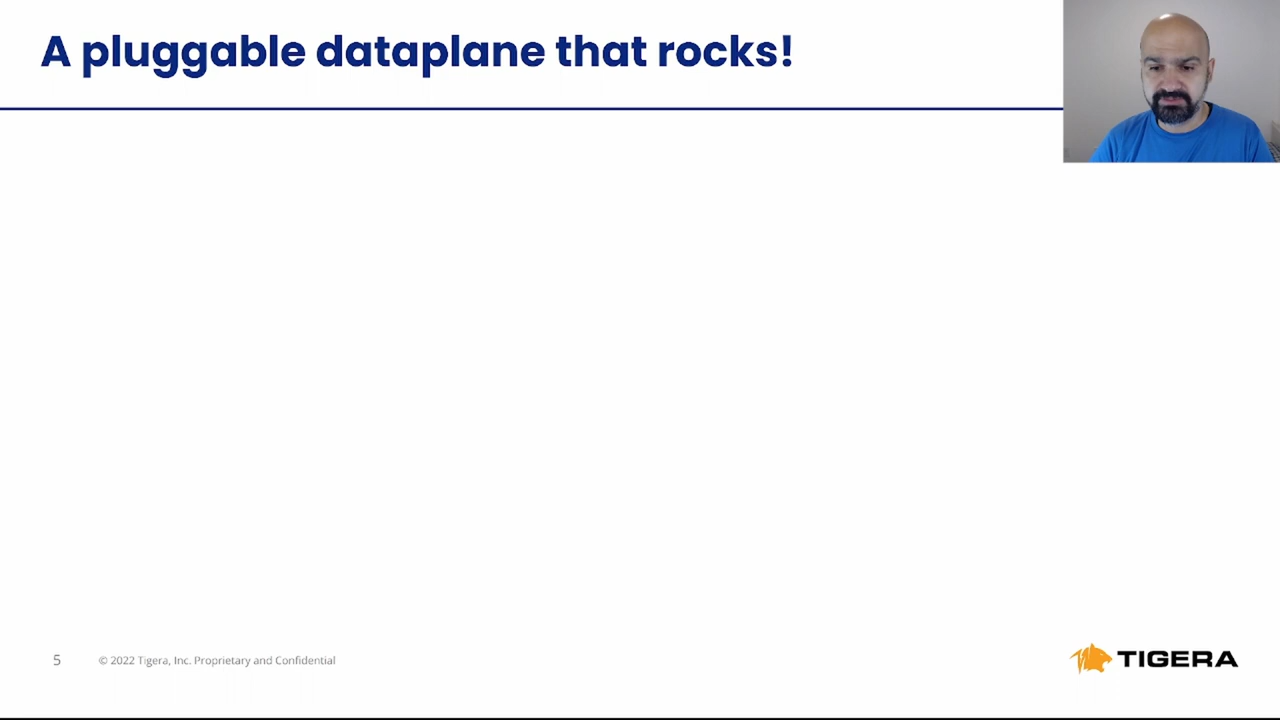 A pluggable dataplane that rocks!
5
© 2022 Tigera, Inc. Proprietary and Confidential
TIGERA